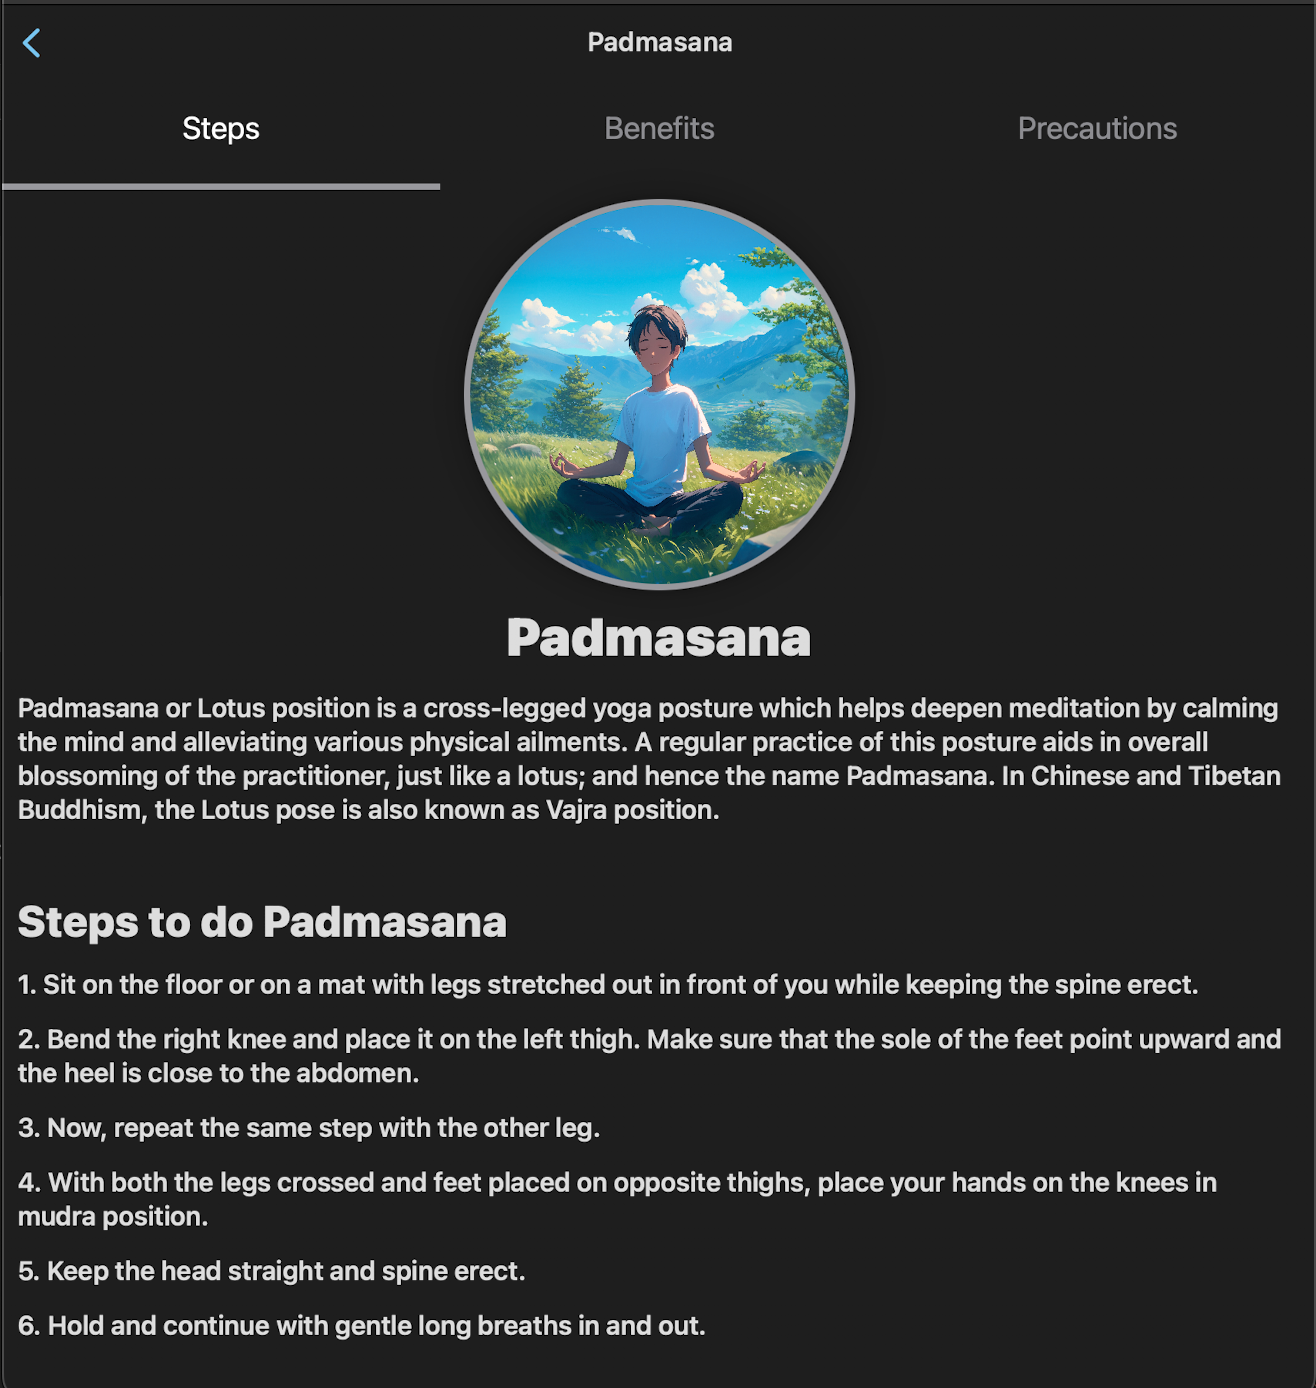 Padmasana
Steps
Benefits
Precautions
Padmasana
Padmasana or Lotus position is a cross-legged yoga posture which helps deepen meditation by calming
the mind and alleviating various physical ailments. A regular practice of this posture aids in overall
blossoming of the practitioner, just like a lotus; and hence the name Padmasana. In Chinese and Tibetan
Buddhism, the Lotus pose is also known as Vajra position.
Steps to do Padmasana
1. Sit on the floor or on a mat with legs stretched out in front of you while keeping the spine erect.
2. Bend the right knee and place it on the left thigh. Make sure that the sole of the feet point upward and
the heel is close to the abdomen.
3. Now, repeat the same step with the other leg.
4. With both the legs crossed and feet placed on opposite thighs, place your hands on the knees in
mudra position.
5. Keep the head straight and spine erect.
6. Hold and continue with gentle long breaths in and out.